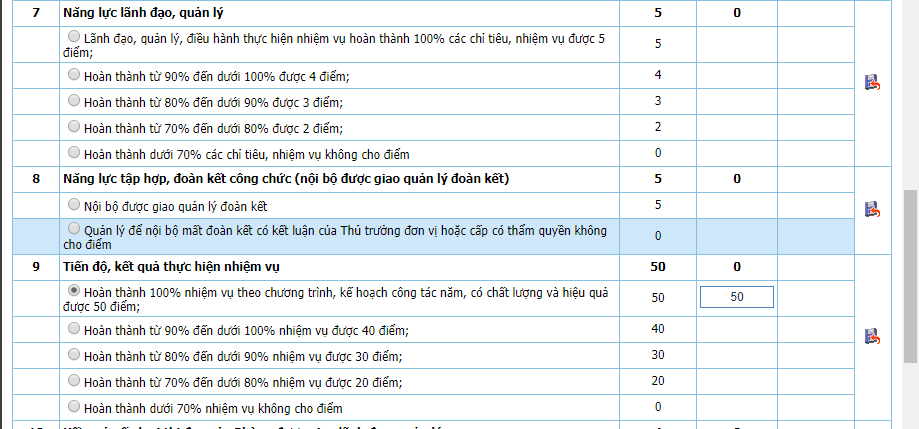 7 Năng lực lãnh đạo, quản lý 5 0
Lãnh đạo, quản lý, điều hành thực hiện nhiệm vụ hoàn thành 100% các chỉ tiêu, nhiệm vụ được 5
điểm; 5
Hoàn thành từ 90% đến dưới 100% được 4 điểm; 4
Hoàn thành từ 80% đến dưới 90% được 3 điểm; 3
Hoàn thành từ 70% đến dưới 80% được 2 điểm; 2
Hoàn thành dưới 70% các chỉ tiêu, nhiệm vụ không cho điểm 0
8 Năng lực tập hợp, đoàn kết công chức (nội bộ được giao quản lý đoàn kết) 5 0
Nội bộ được giao quản lý đoàn kết 5
Quản lý để nội bộ mất đoàn kết có kết luận của Thủ trưởng đơn vị hoặc cấp có thẩm quyền không
cho điểm 0
9 Tiến độ, kết quả thực hiện nhiệm vụ 50 0
Hoàn thành 100% nhiệm vụ theo chương trình, kế hoạch công tác năm, có chất lượng và hiệu quả
được 50 điểm; 50 50
Hoàn thành từ 90% đến dưới 100% nhiệm vụ được 40 điểm; 40
Hoàn thành từ 80% đến dưới 90% nhiệm vụ được 30 điểm; 30
Hoàn thành từ 70% đến dưới 80% nhiệm vụ được 20 điểm; 20
Hoàn thành dưới 70% nhiệm vụ không cho điểm 0